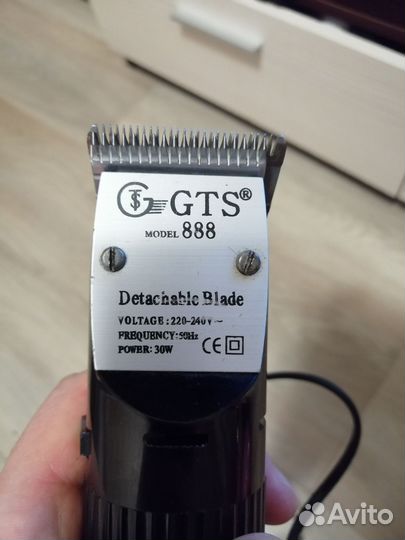 GTS®
MODEL 888
Detachable Blade
VOLTAGE:220-240V~
FREQUENCY:50Hz
POWER:30W CE
Avito